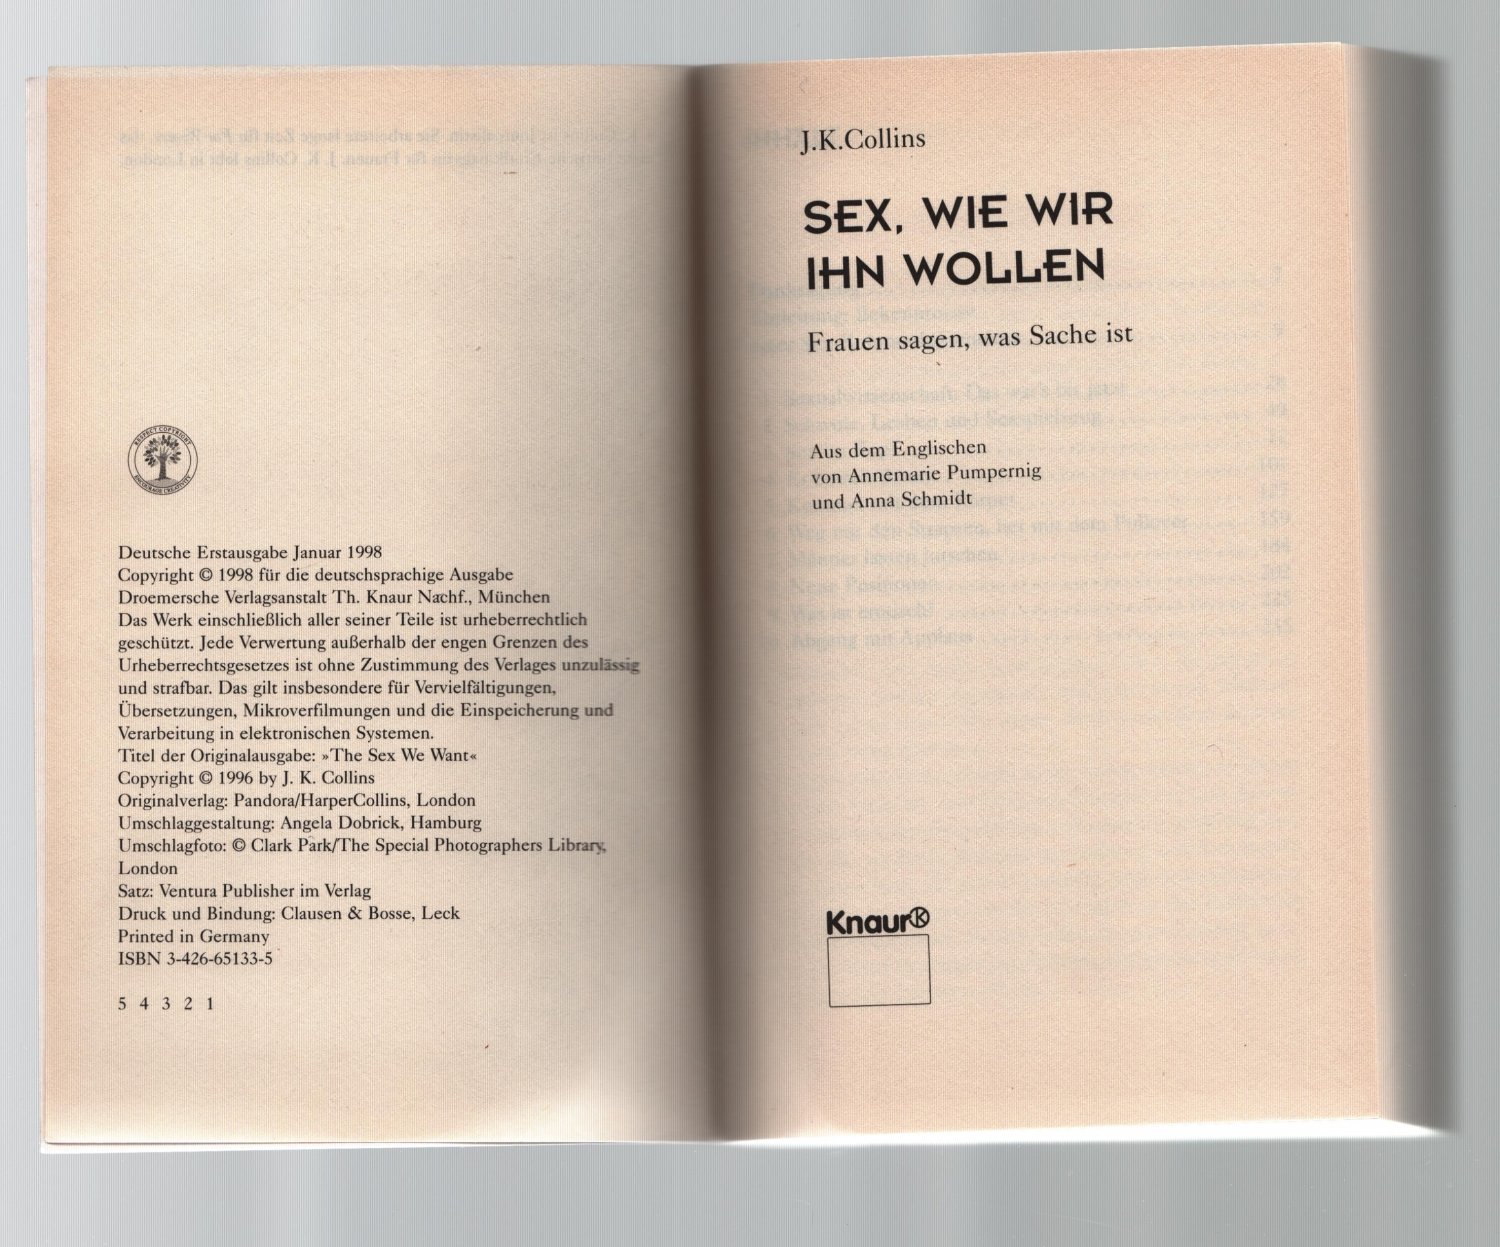 RESPECT COPYRIGHT
ENCOURAGE CREATIVITY
Deutsche Erstausgabe Januar 1998
Copyright © 1998 für die deutschsprachige Ausgabe
Droemersche Verlagsanstalt Th. Knaur Nachf., München
Das Werk einschließlich aller seiner Teile ist urheberrechtlich
geschützt. Jede Verwertung außerhalb der engen Grenzen des
Urheberrechtsgesetzes ist ohne Zustimmung des Verlages unzulässig
und strafbar. Das gilt insbesondere für Vervielfältigungen,
Übersetzungen, Mikroverfilmungen und die Einspeicherung und
Verarbeitung in elektronischen Systemen.
Titel der Originalausgabe: »The Sex We Want«
Copyright © 1996 by J. K. Collins
Originalverlag: Pandora/HarperCollins, London
Umschlaggestaltung: Angela Dobrick, Hamburg
Umschlagfoto: © Clark Park/The Special Photographers Library,
London
Satz: Ventura Publisher im Verlag
Druck und Bindung: Clausen & Bosse, Leck
Printed in Germany
ISBN 3-426-65133-5
5 4 3 2 1
J.K.Collins
SEX, WIE WIR
IHN WOLLEN
Frauen sagen, was Sache ist
Aus dem Englischen
von Annemarie Pumpernig
und Anna Schmidt
Knaur K